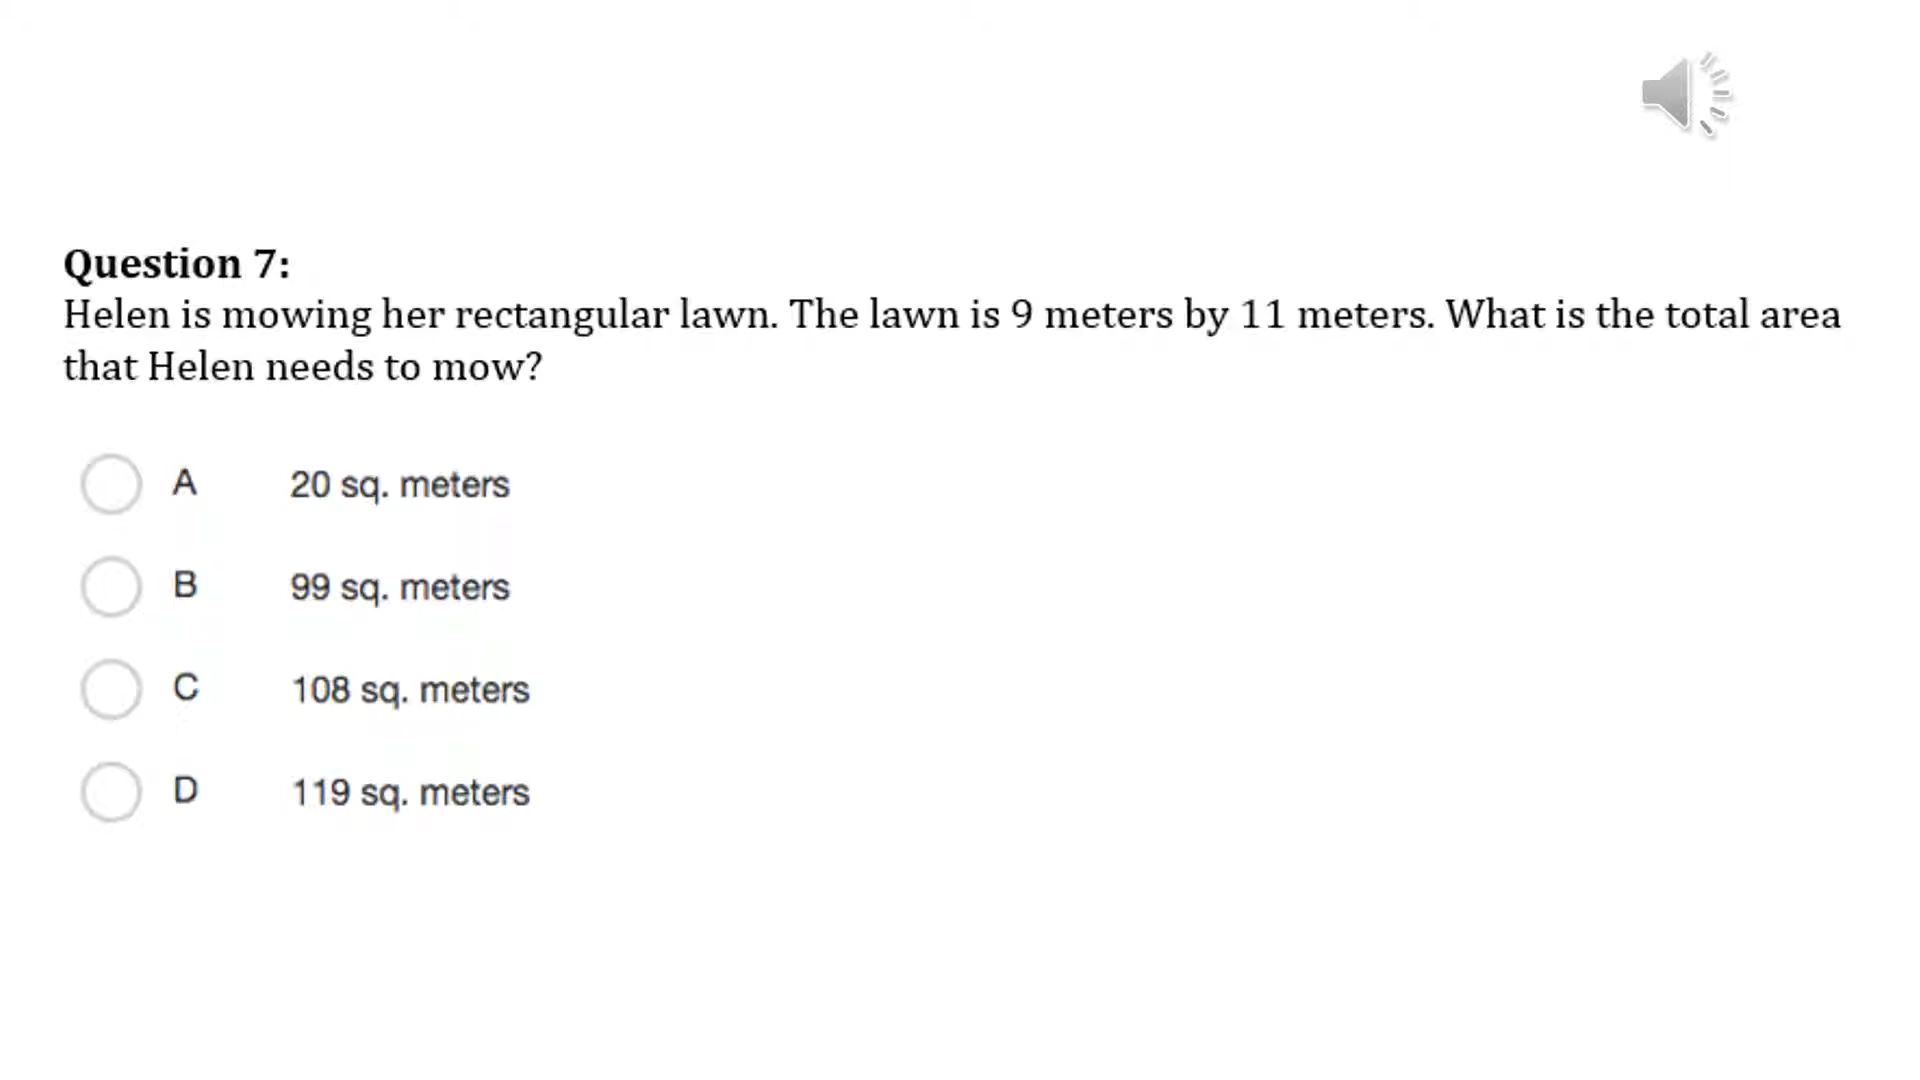 Question 7:
Helen is mowing her rectangular lawn. The lawn is 9 meters by 11 meters. What is the total area
that Helen needs to mow?
A 20 sq. meters
B 99 sq. meters
C 108 sq. meters
D 119 sq. meters